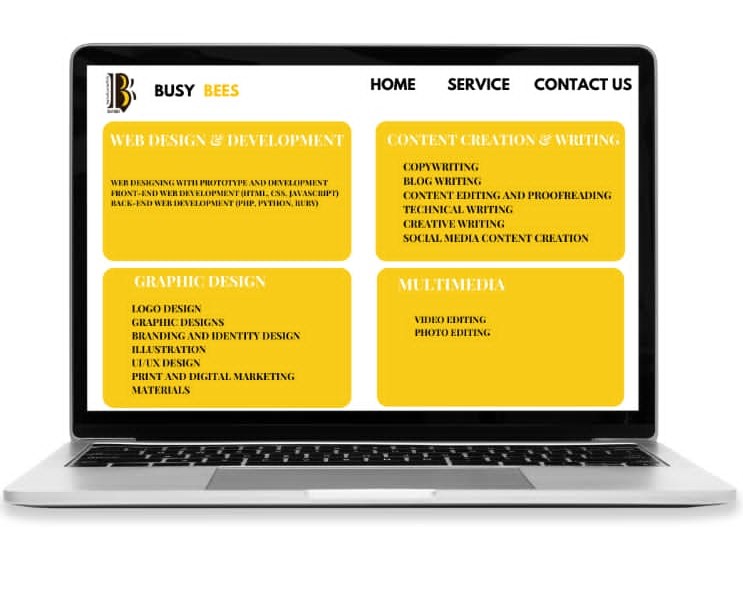 BUSY BEES
HOME SERVICE CONTACT US
WEB DESIGN & DEVELOPMENT
WEB DESIGNING WITH PROTOTYPE AND DEVELOPMENT
FRONT-END WEB DEVELOPMENT (HTML, CSS, JAVASCRIPT)
BACK-END WEB DEVELOPMENT (PHP, PYTHON, RUBY)
CONTENT CREATION & WRITING
COPYWRITING
BLOG WRITING
CONTENT EDITING AND PROOFREADING
TECHNICAL WRITING
CREATIVE WRITING
SOCIAL MEDIA CONTENT CREATION
GRAPHIC DESIGN
LOGO DESIGN
GRAPHIC DESIGNS
BRANDING AND IDENTITY DESIGN
ILLUSTRATION
UI/UX DESIGN
PRINT AND DIGITAL MARKETING
MATERIALS
MULTIMEDIA
VIDEO EDITING
PHOTO EDITING